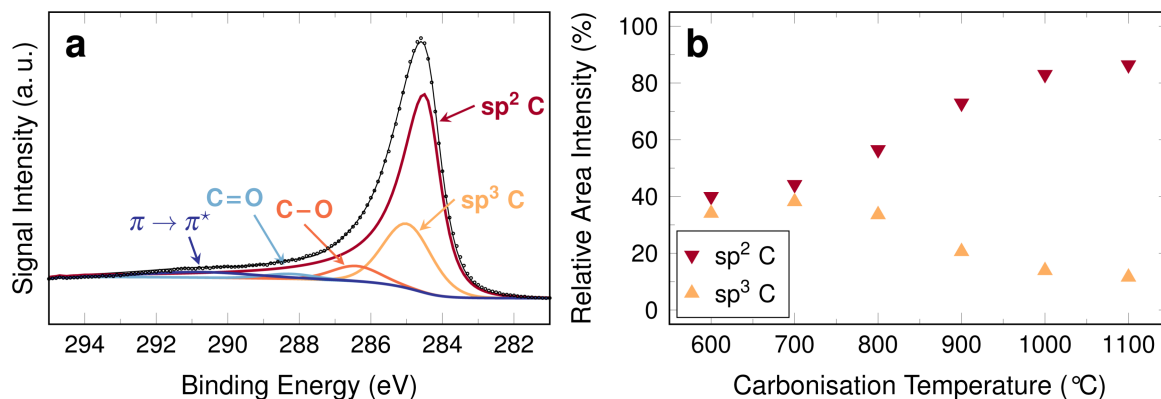 a
Signal Intensity (a. u.)
sp² C
sp³ C
C=O
C−O
π → π⋆
294 292 290 288 286 284 282
Binding Energy (eV)
b
Relative Area Intensity (%)
100
80
60
40
20
0
sp² C
sp³ C
600 700 800 900 1000 1100
Carbonisation Temperature (°C)